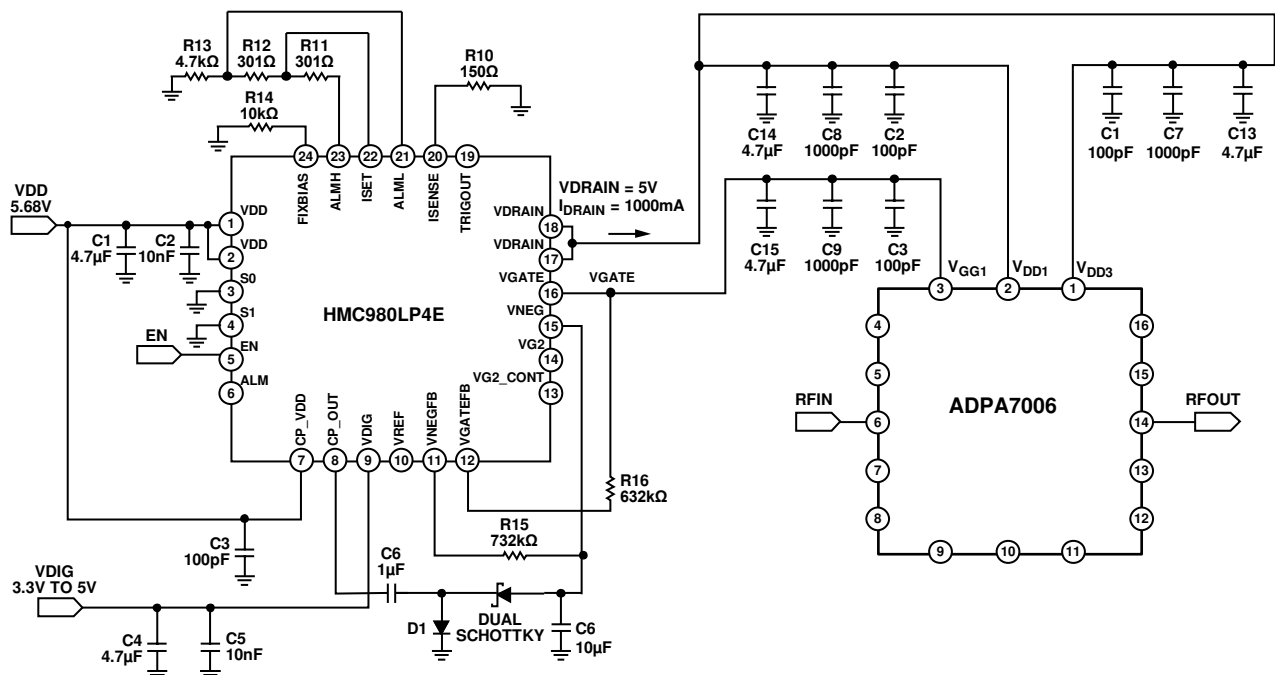 R13
4.7kΩ
R12
301Ω
R11
301Ω
R10
150Ω
R14
10kΩ
24
23
22
21
20
19
FIXBIAS
ALMH
ISET
ALML
ISENSE
TRIGOUT
VDD
5.68V
C1
4.7µF
C2
10nF
EN
VDD
1
VDD
2
S0
3
S1
4
EN
5
ALM
6
HMC980LP4E
VDRAIN
18
VDRAIN
17
VGATE
16
VNEG
15
VG2
14
VG2_CONT
13
VDRAIN = 5V
IDRAIN = 1000mA
VGATE
CP_VDD
CP_OUT
VDIG
VREF
VNEGFB
VGATEFB
7
8
9
10
11
12
C3
100pF
VDIG
3.3V TO 5V
C4
4.7µF
C5
10nF
C6
1µF
D1
DUAL
SCHOTTKY
C6
10µF
R15
732kΩ
R16
632kΩ
C14
4.7µF
C8
1000pF
C2
100pF
C1
100pF
C7
1000pF
C13
4.7µF
C15
4.7µF
C9
1000pF
C3
100pF
VGG1
VDD1
VDD3
3
2
1
4
5
6
7
8
9
10
11
16
15
14
13
12
RFIN
ADPA7006
RFOUT